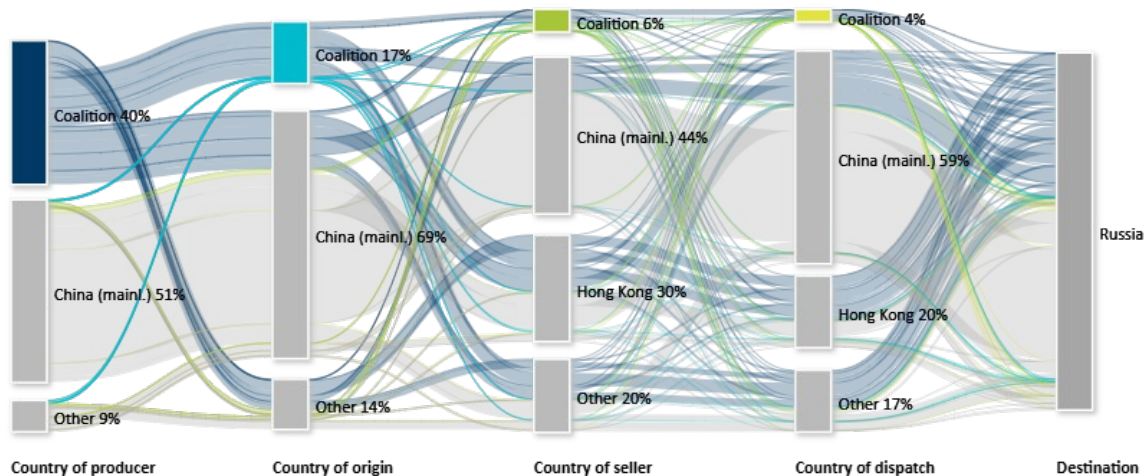 Coalition 40%
China (mainl.) 51%
Other 9%
Coalition 17%
China (mainl.) 69%
Other 14%
Coalition 6%
China (mainl.) 44%
Hong Kong 30%
Other 20%
Coalition 4%
China (mainl.) 59%
Hong Kong 20%
Other 17%
Russia
Country of producer
Country of origin
Country of seller
Country of dispatch
Destination